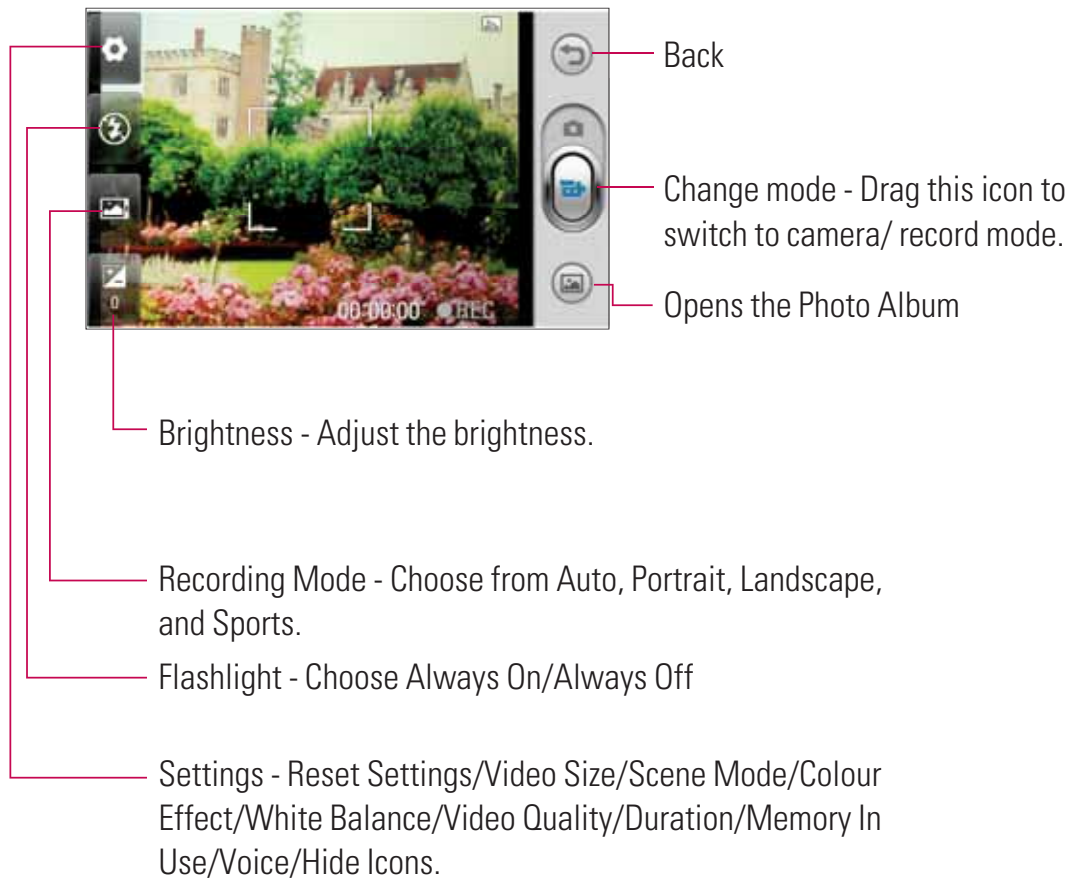 Back
Change mode - Drag this icon to
switch to camera/ record mode.
Opens the Photo Album
0
00:00:00 REC
Brightness - Adjust the brightness.
Recording Mode - Choose from Auto, Portrait, Landscape,
and Sports.
Flashlight - Choose Always On/Always Off
Settings - Reset Settings/Video Size/Scene Mode/Colour
Effect/White Balance/Video Quality/Duration/Memory In
Use/Voice/Hide Icons.